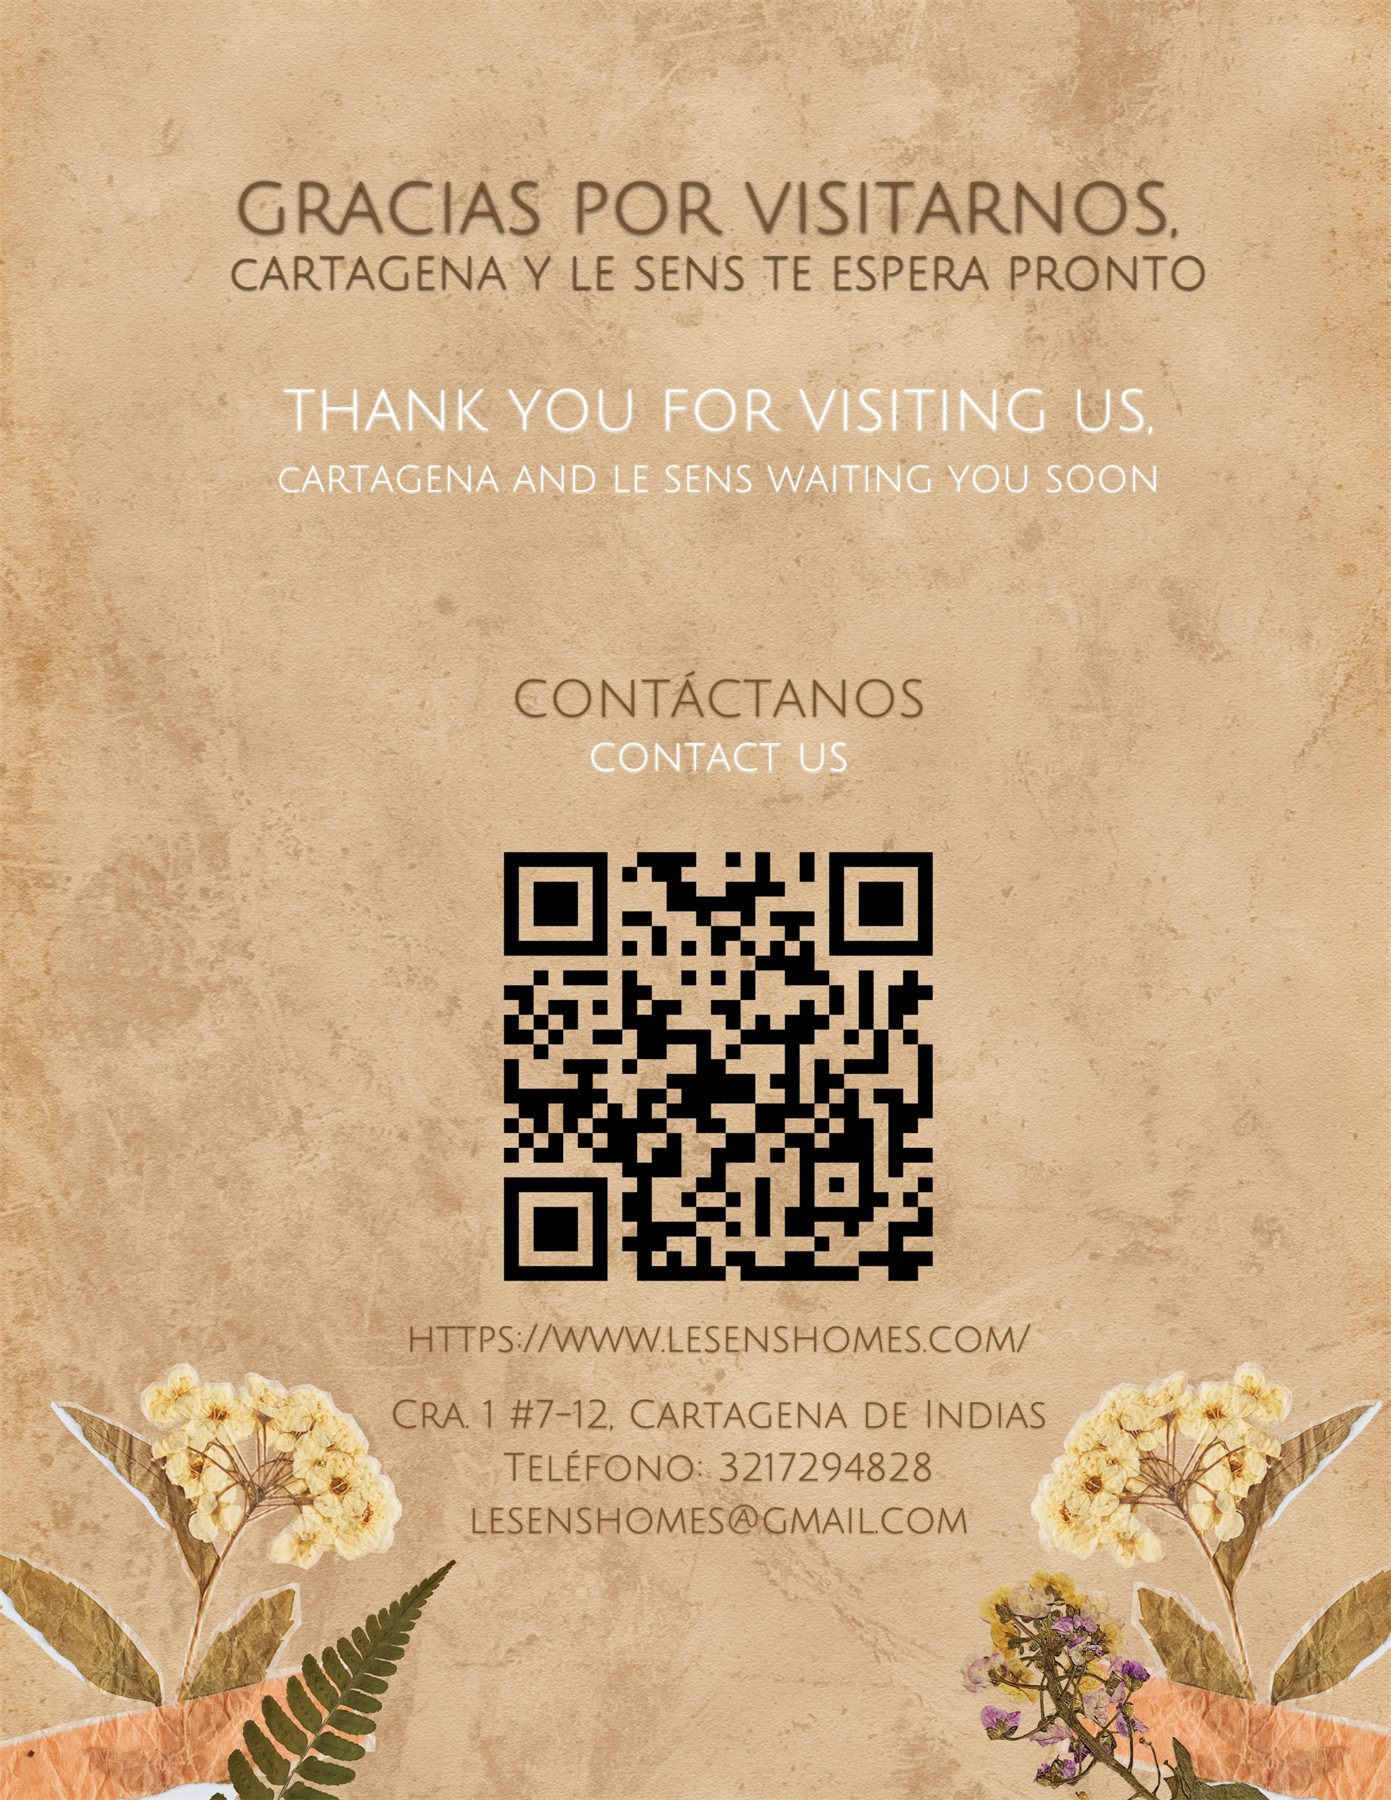 GRACIAS POR VISITARNOS,
CARTAGENA Y LE SENS TE ESPERA PRONTO
THANK YOU FOR VISITING US,
CARTAGENA AND LE SENS WAITING YOU SOON
CONTÁCTANOS
CONTACT US
HTTPS://WWW.LESENSHOMES.COM/
CRA. 1 #7-12, CARTAGENA DE INDIAS
TELÉFONO: 3217294828
LESENSHOMES@GMAIL.COM